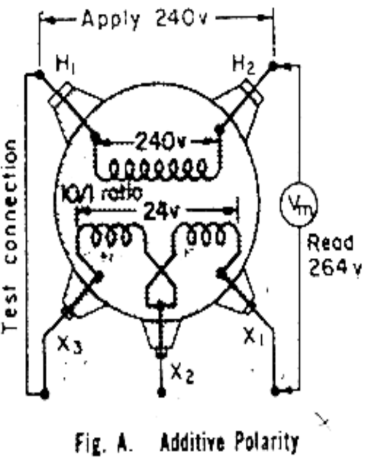 Apply 240v
H1 H2
240v
10/1 ratio
24v
Test connection
Vm
Read
264 v
X3 X2 X1
Fig. A. Additive Polarity